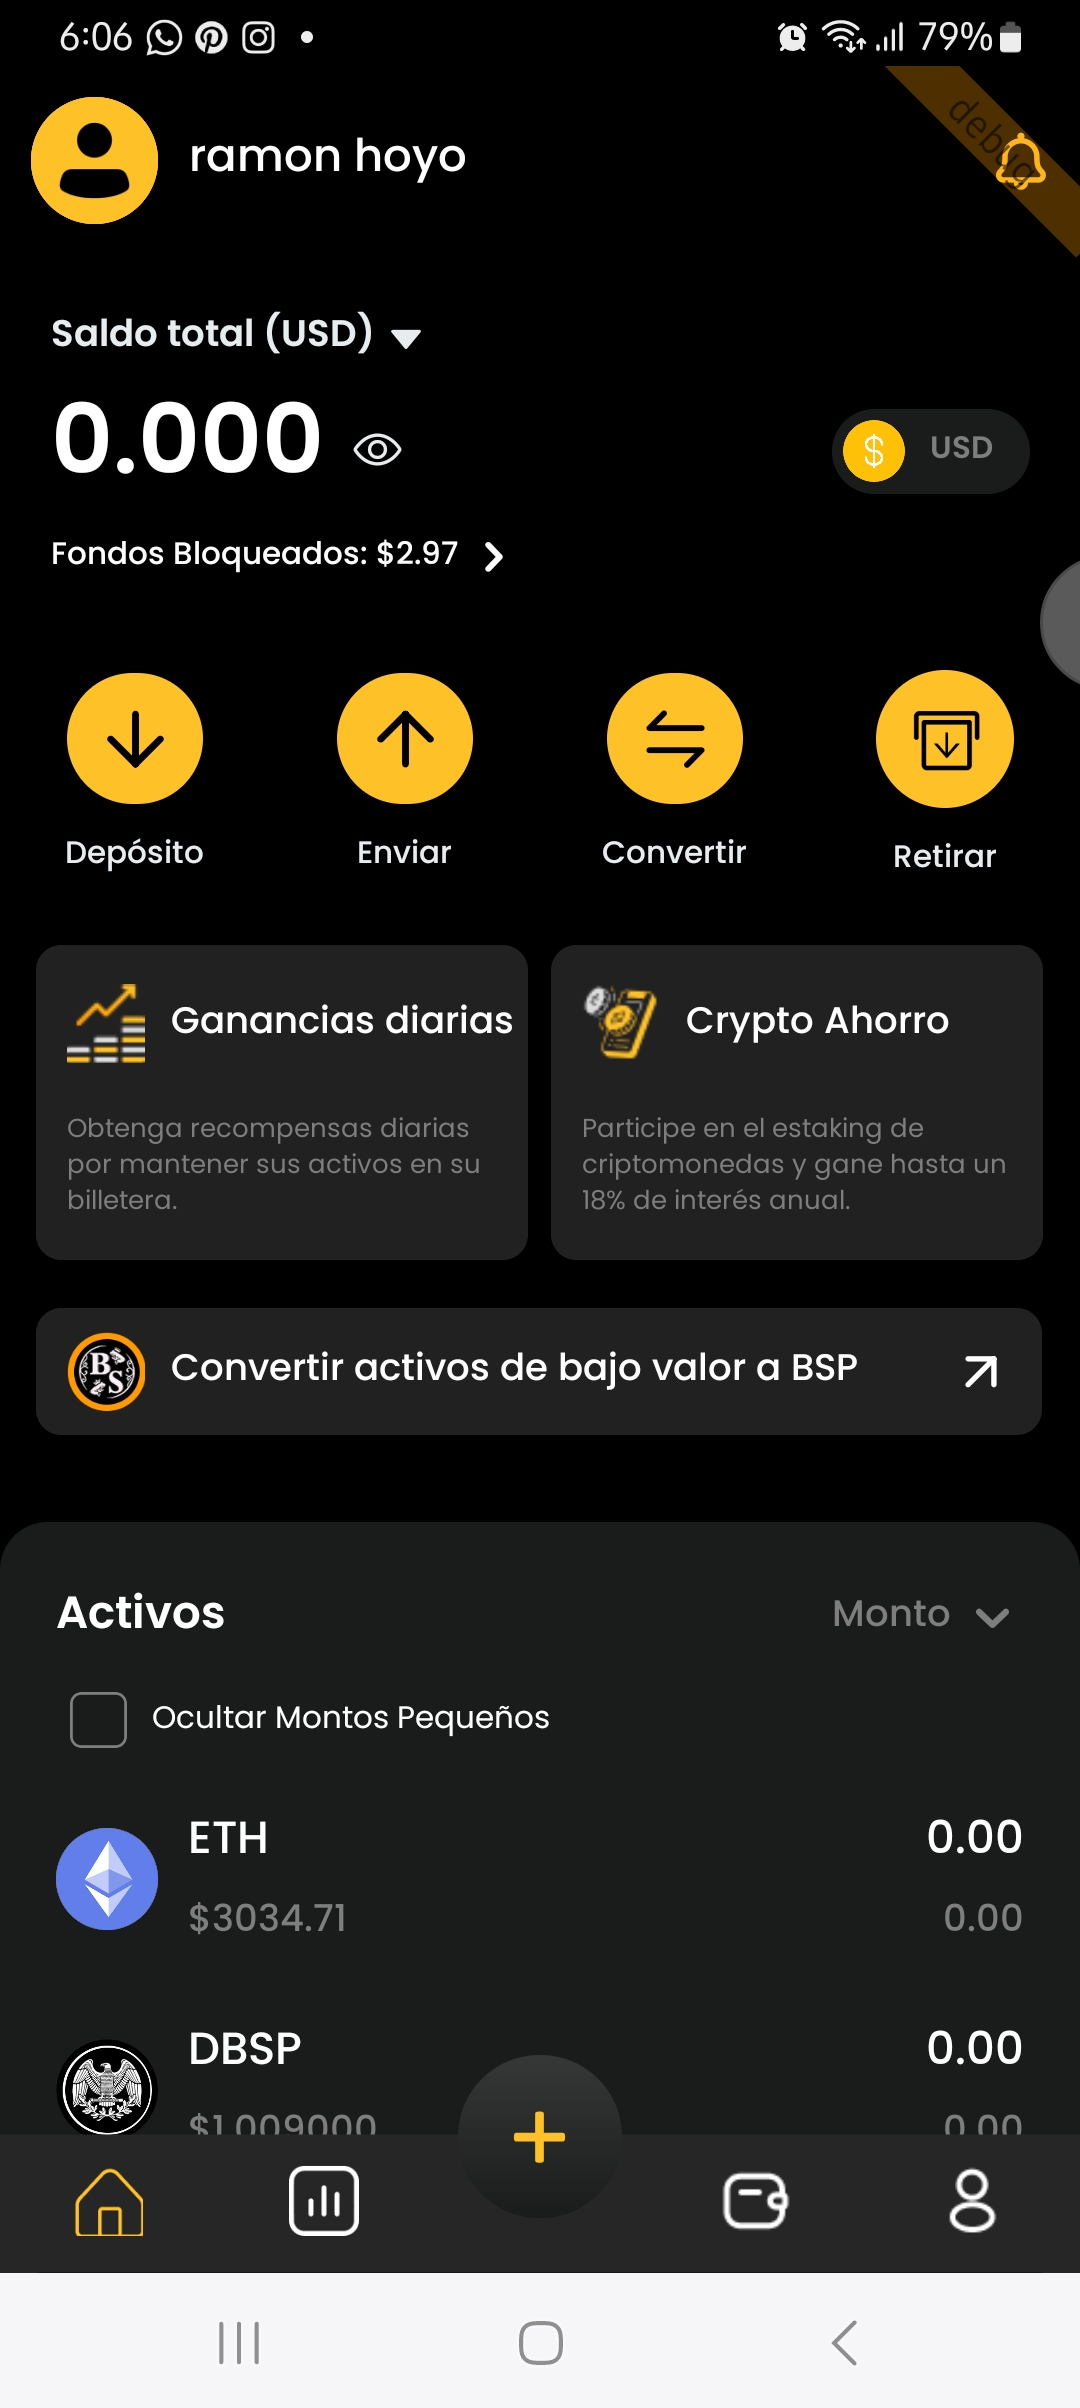 6:06
79%
debug
ramon hoyo
Saldo total (USD)
0.000
$ USD
Fondos Bloqueados: $2.97
Depósito
Enviar
Convertir
Retirar
Ganancias diarias
Obtenga recompensas diarias
por mantener sus activos en su
billetera.
Crypto Ahorro
Participe en el estaking de
criptomonedas y gane hasta un
18% de interés anual.
BS
Convertir activos de bajo valor a BSP
Activos
Monto
Ocultar Montos Pequeños
ETH
0.00
$3034.71
0.00
DBSP
0.00
$1.009000
0.00